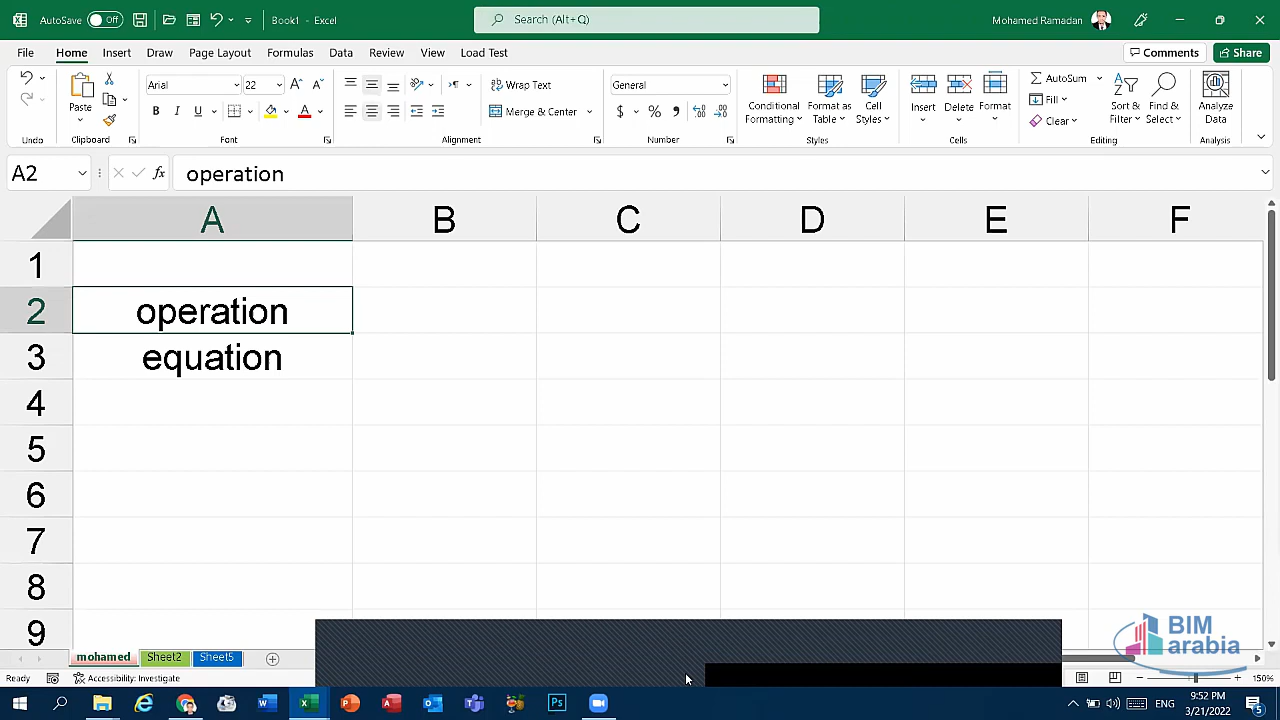 AutoSave Off Book1 - Excel Search (Alt+Q) Mohamed Ramadan
File Home Insert Draw Page Layout Formulas Data Review View Load Test Comments Share
Undo
Paste
Clipboard
Arial 22
B I U
Font
Wrap Text
Merge & Center
Alignment
General
$ % ,
Number
Conditional Formatting
Format as Table
Cell Styles
Styles
Insert Delete Format
Cells
AutoSum
Fill
Clear
Sort & Filter
Find & Select
Editing
Analyze Data
Analysis
A2 fx operation
A B C D E F
1
2 operation
3 equation
4
5
6
7
8
9
BIM
arabia
mohamed Sheet2 Sheet5
Ready Accessibility: Investigate 150%
ENG 9:52 PM
3/21/2022 5